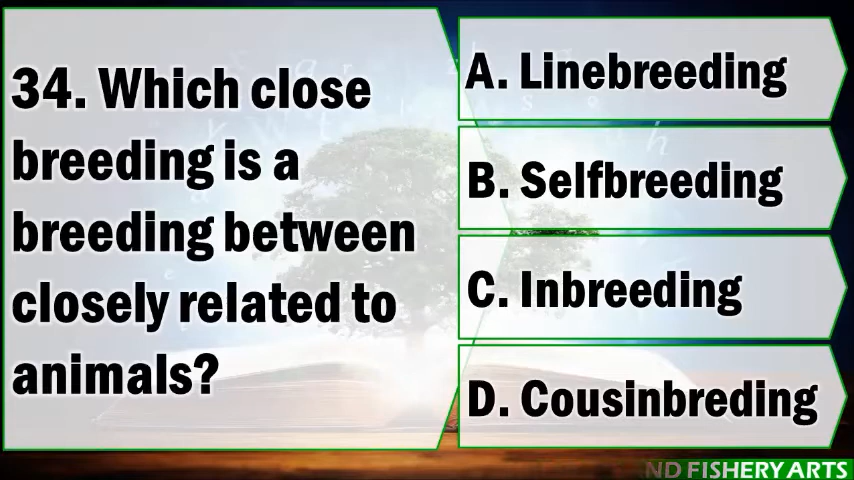 34. Which close
breeding is a
breeding between
closely related to
animals?
A. Linebreeding
B. Selfbreeding
C. Inbreeding
D. Cousinbreding
ND FISHERY ARTS